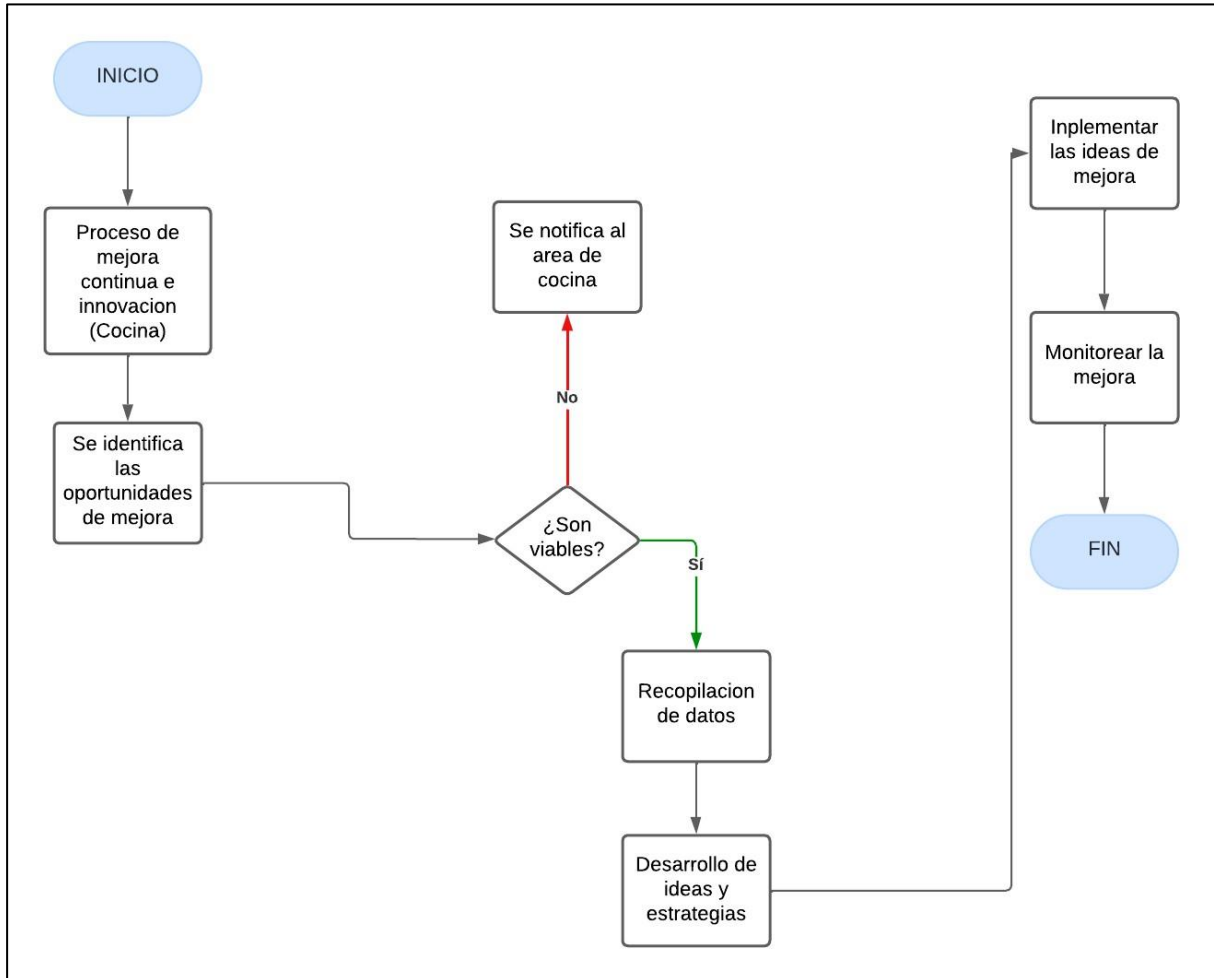 INICIO
Proceso de
mejora
continua e
innovacion
(Cocina)
Se identifica
las
oportunidades
de mejora
¿Son
viables?
No
Se notifica al
area de
cocina
Sí
Recopilacion
de datos
Desarrollo de
ideas y
estrategias
Inplementar
las ideas de
mejora
Monitorear la
mejora
FIN